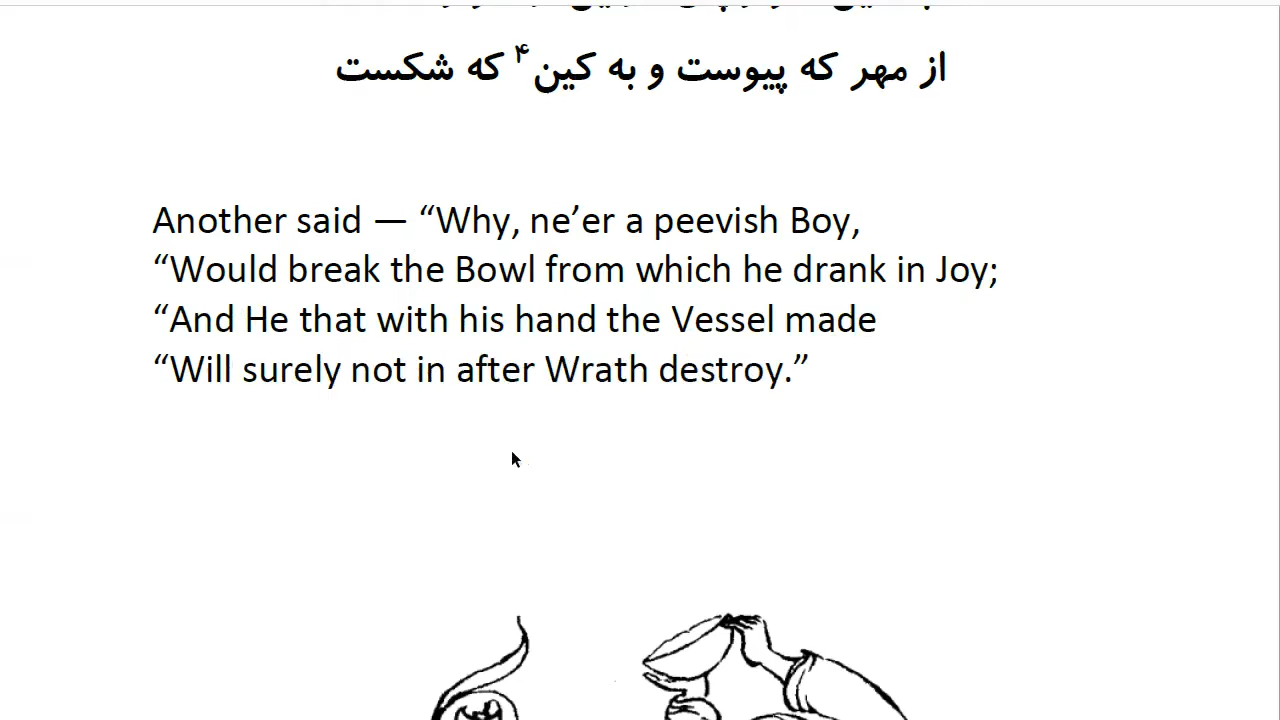 از مهر که پیوست و به کین۴ که شکست
Another said — “Why, ne’er a peevish Boy,
“Would break the Bowl from which he drank in Joy;
“And He that with his hand the Vessel made
“Will surely not in after Wrath destroy.”